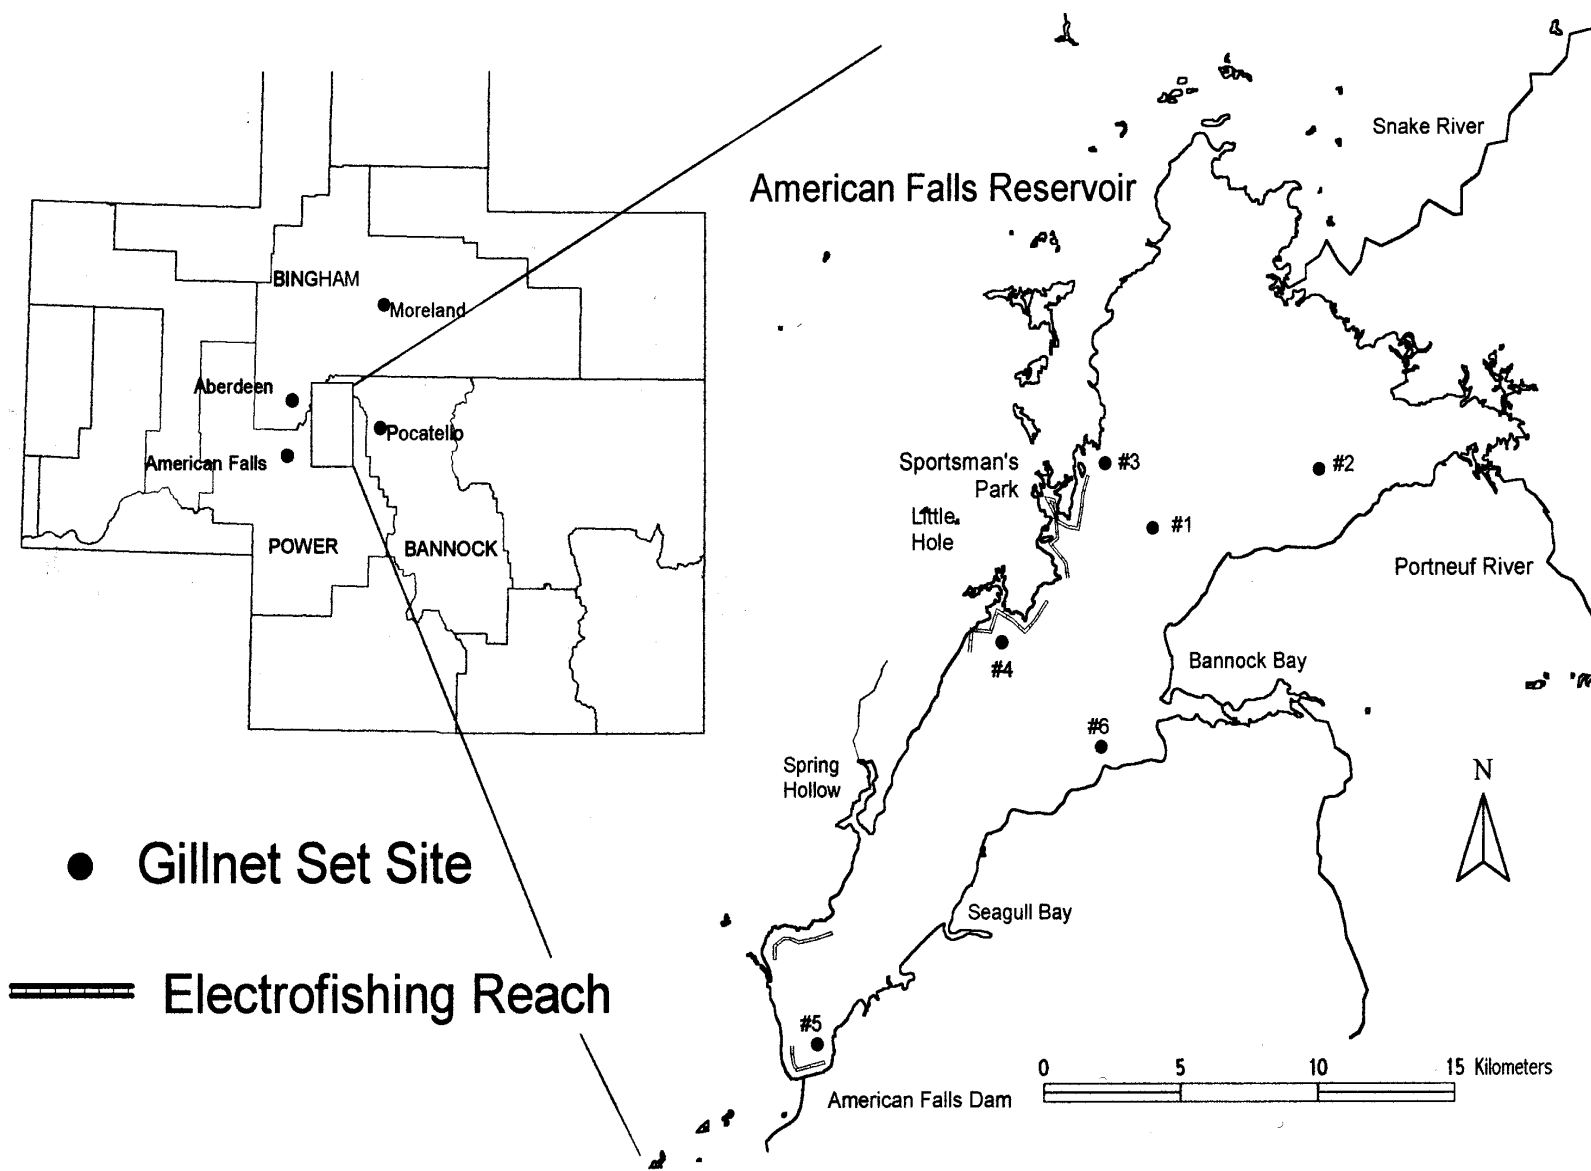 Snake River
American Falls Reservoir
BINGHAM
Moreland
Aberdeen
Pocatello
American Falls
POWER
BANNOCK
Sportsman's
Park
Little
Hole
#3
#2
#1
Portneuf River
#4
Bannock Bay
#6
Spring
Hollow
N
Gillnet Set Site
Seagull Bay
Electrofishing Reach
#5
0 5 10 15 Kilometers
American Falls Dam